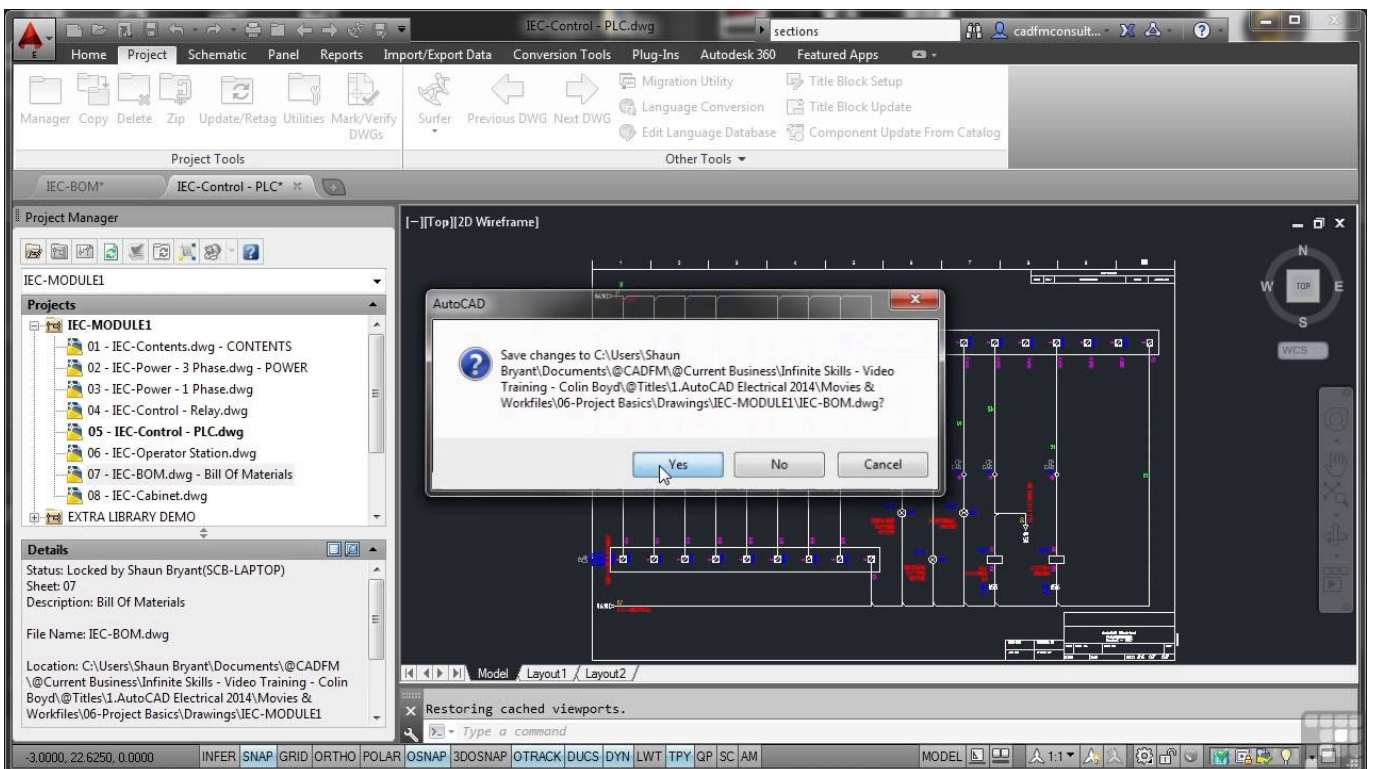 IEC-Control - PLC.dwg
sections
cadfmconsult...
E
Home Project Schematic Panel Reports Import/Export Data Conversion Tools Plug-Ins Autodesk 360 Featured Apps
Manager Copy Delete Zip Update/Retag Utilities Mark/Verify DWGs
Surfer Previous DWG Next DWG
Migration Utility
Language Conversion
Edit Language Database
Title Block Setup
Title Block Update
Component Update From Catalog
Project Tools
Other Tools
IEC-BOM*
IEC-Control - PLC*
Project Manager
IEC-MODULE1
Projects
IEC-MODULE1
01 - IEC-Contents.dwg - CONTENTS
02 - IEC-Power - 3 Phase.dwg - POWER
03 - IEC-Power - 1 Phase.dwg
04 - IEC-Control - Relay.dwg
05 - IEC-Control - PLC.dwg
06 - IEC-Operator Station.dwg
07 - IEC-BOM.dwg - Bill Of Materials
08 - IEC-Cabinet.dwg
EXTRA LIBRARY DEMO
Details
Status: Locked by Shaun Bryant(SCB-LAPTOP)
Sheet: 07
Description: Bill Of Materials
File Name: IEC-BOM.dwg
Location: C:\Users\Shaun Bryant\Documents\@CADFM
\@Current Business\Infinite Skills - Video Training - Colin
Boyd\@Titles\1.AutoCAD Electrical 2014\Movies &
Workfiles\06-Project Basics\Drawings\IEC-MODULE1
[–][Top][2D Wireframe]
N
W TOP E
S
WCS
AutoCAD
Save changes to C:\Users\Shaun
Bryant\Documents\@CADFM\@Current Business\Infinite Skills - Video
Training - Colin Boyd\@Titles\1.AutoCAD Electrical 2014\Movies &
Workfiles\06-Project Basics\Drawings\IEC-MODULE1\IEC-BOM.dwg?
Yes No Cancel
Model Layout1 Layout2
Restoring cached viewports.
Type a command
-3.0000, 22.6250, 0.0000 INFER SNAP GRID ORTHO POLAR OSNAP 3DOSNAP OTRACK DUCS DYN LWT TPY QP SC AM MODEL 1:1